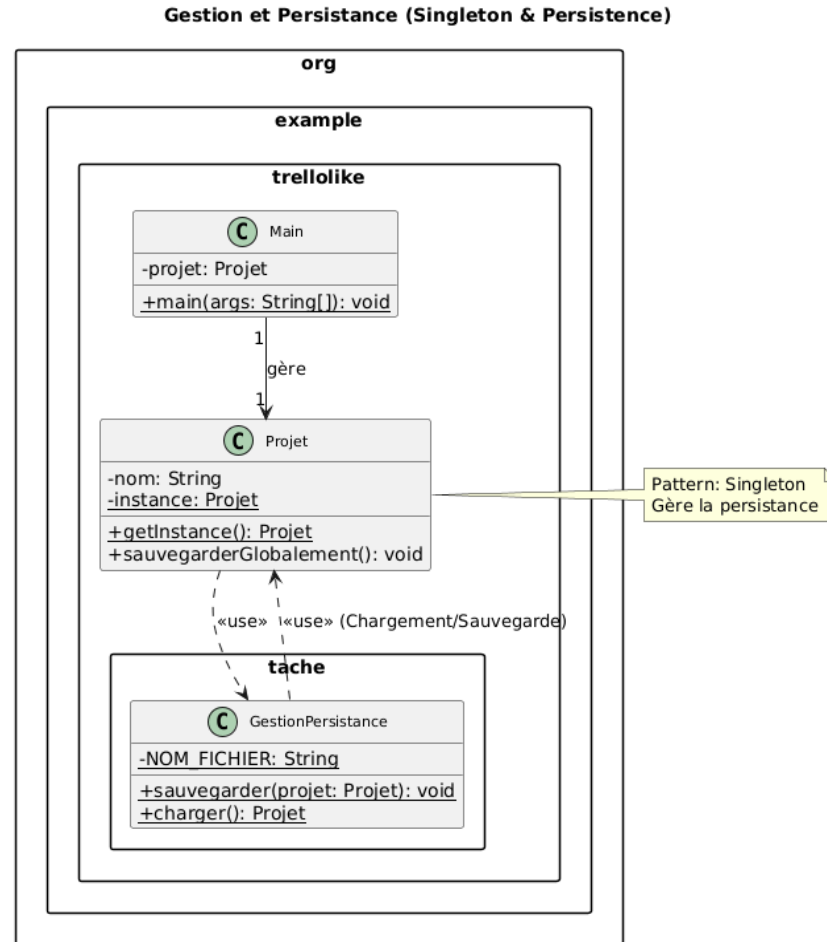 Gestion et Persistance (Singleton & Persistence)
org
example
trellolike
C Main
-projet: Projet
+main(args: String[]): void
1
gère
1
C Projet
-nom: String
-instance: Projet
+getInstance(): Projet
+sauvegarderGlobalement(): void
Pattern: Singleton
Gère la persistance
«use»
«use» (Chargement/Sauvegarde)
tache
C GestionPersistance
-NOM_FICHIER: String
+sauvegarder(projet: Projet): void
+charger(): Projet